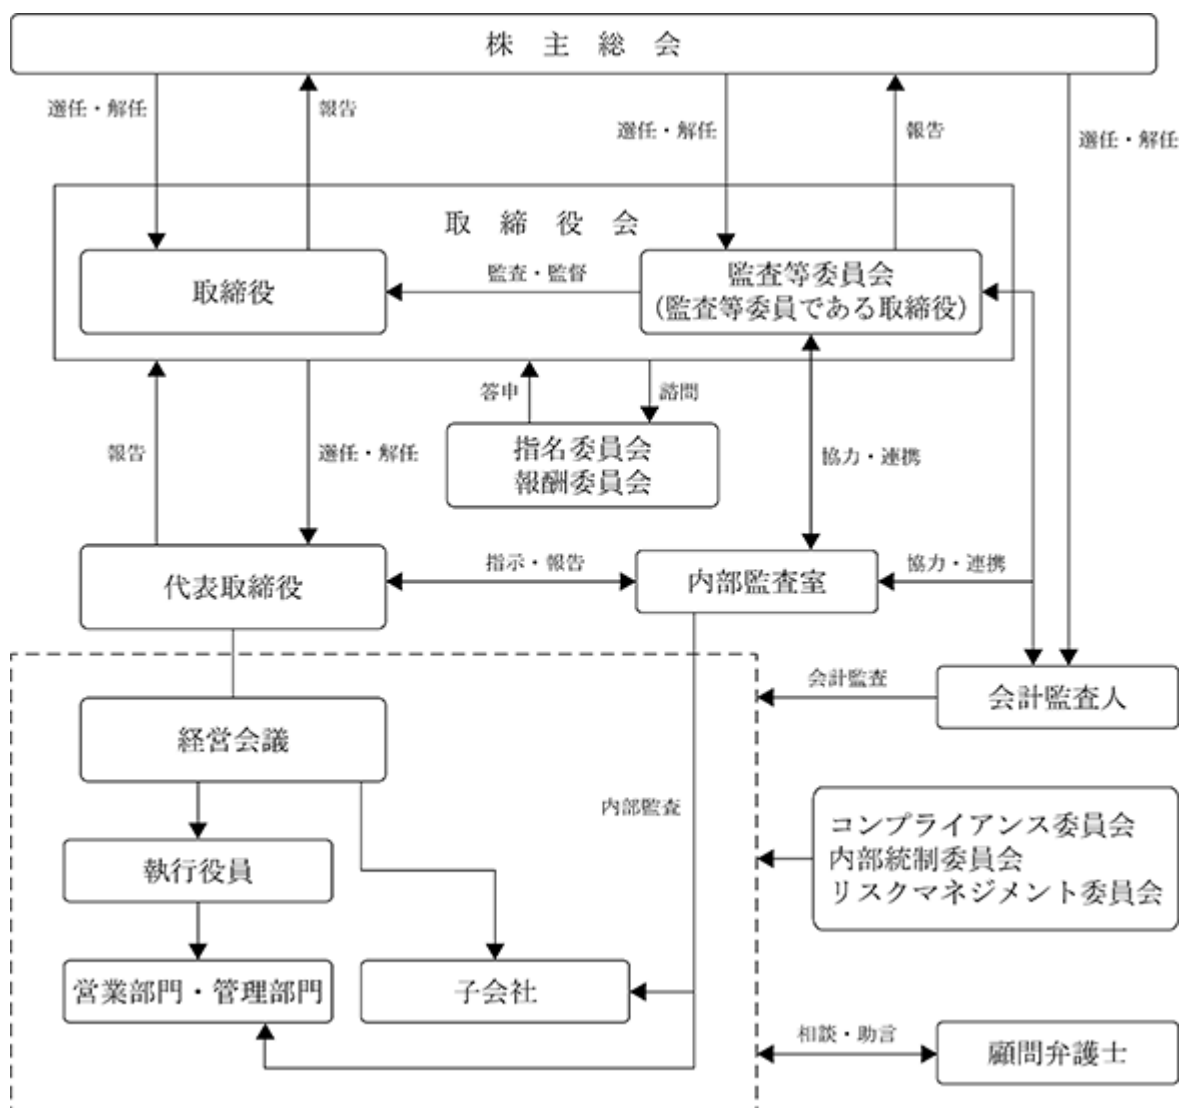 株主総会
選任・解任
報告
選任・解任
報告
選任・解任
取締役会
取締役
監査・監督
監査等委員会
（監査等委員である取締役）
答申
諮問
報告
選任・解任
指名委員会
報酬委員会
協力・連携
代表取締役
指示・報告
内部監査室
協力・連携
会計監査
会計監査人
経営会議
内部監査
コンプライアンス委員会
内部統制委員会
リスクマネジメント委員会
執行役員
営業部門・管理部門
子会社
相談・助言
顧問弁護士